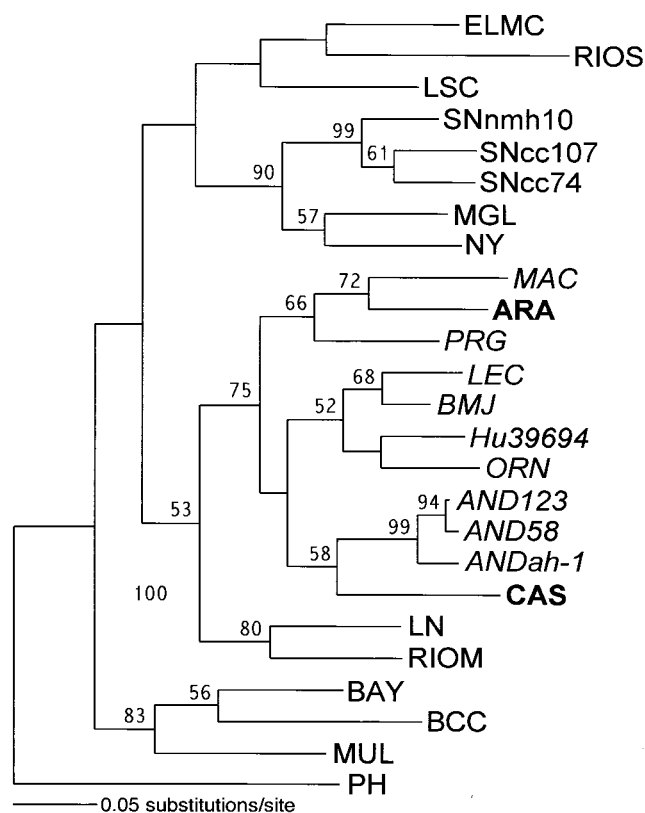 ELMC
RIOS
LSC
SNnmh10
99
SNcc107
61
SNcc74
90
MGL
57
NY
MAC
72
ARA
66
PRG
LEC
68
75
BMJ
52
Hu39694
ORN
AND123
94
AND58
53
99
ANDah-1
58
CAS
100
LN
80
RIOM
BAY
56
BCC
83
MUL
PH
0.05 substitutions/site